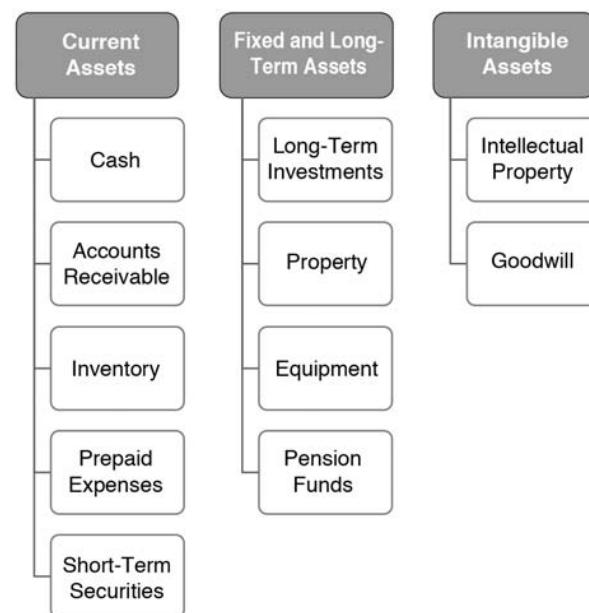 Current
Assets
Cash
Accounts
Receivable
Inventory
Prepaid
Expenses
Short-Term
Securities
Fixed and Long-
Term Assets
Long-Term
Investments
Property
Equipment
Pension
Funds
Intangible
Assets
Intellectual
Property
Goodwill